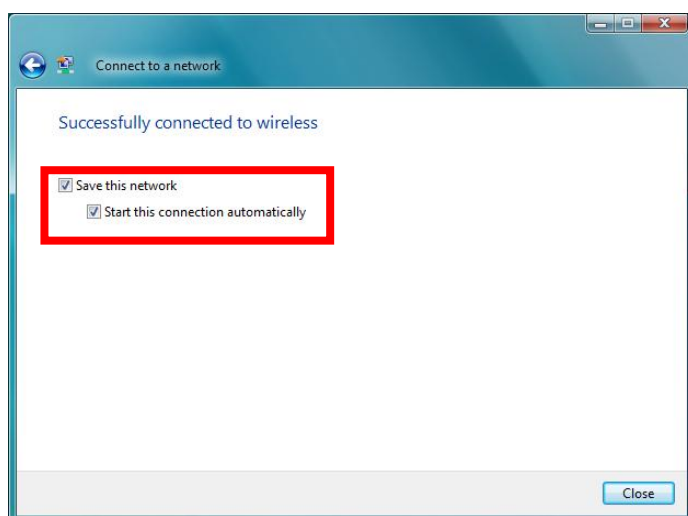 Connect to a network
Successfully connected to wireless
Save this network
Start this connection automatically
Close